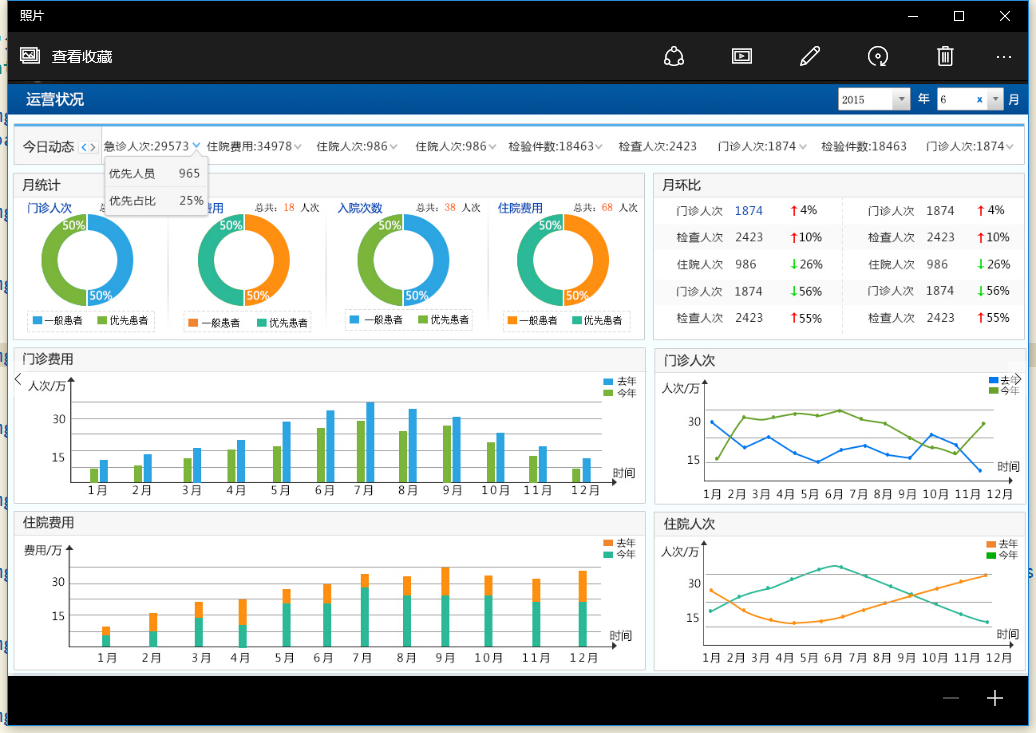 照片
查看收藏
运营状况
2015 年 6 x 月
今日动态 < > 急诊人次:29573 住院费用:34978 住院人次:986 住院人次:986 检验件数:18463 检查人次:2423 门诊人次:1874 检验件数:18463 门诊人次:1874
优先人员 965
优先占比 25%
月统计
门诊人次
50%
50%
一般患者 优先患者
费用 总共: 18 人次
50%
50%
一般患者 优先患者
入院次数 总共: 38 人次
50%
50%
一般患者 优先患者
住院费用 总共: 68 人次
50%
50%
一般患者 优先患者
月环比
门诊人次 1874 ↑4% 门诊人次 1874 ↑4%
检查人次 2423 ↑10% 检查人次 2423 ↑10%
住院人次 986 ↓26% 住院人次 986 ↓26%
门诊人次 1874 ↓56% 门诊人次 1874 ↓56%
检查人次 2423 ↑55% 检查人次 2423 ↑55%
门诊费用
人次/万
去年
今年
30
15
时间
1月 2月 3月 4月 5月 6月 7月 8月 9月 10月 11月 12月
门诊人次
人次/万
去年
今年
30
15
时间
1月 2月 3月 4月 5月 6月 7月 8月 9月 10月 11月 12月
住院费用
费用/万
去年
今年
30
15
时间
1月 2月 3月 4月 5月 6月 7月 8月 9月 10月 11月 12月
住院人次
人次/万
去年
今年
30
15
时间
1月 2月 3月 4月 5月 6月 7月 8月 9月 10月 11月 12月